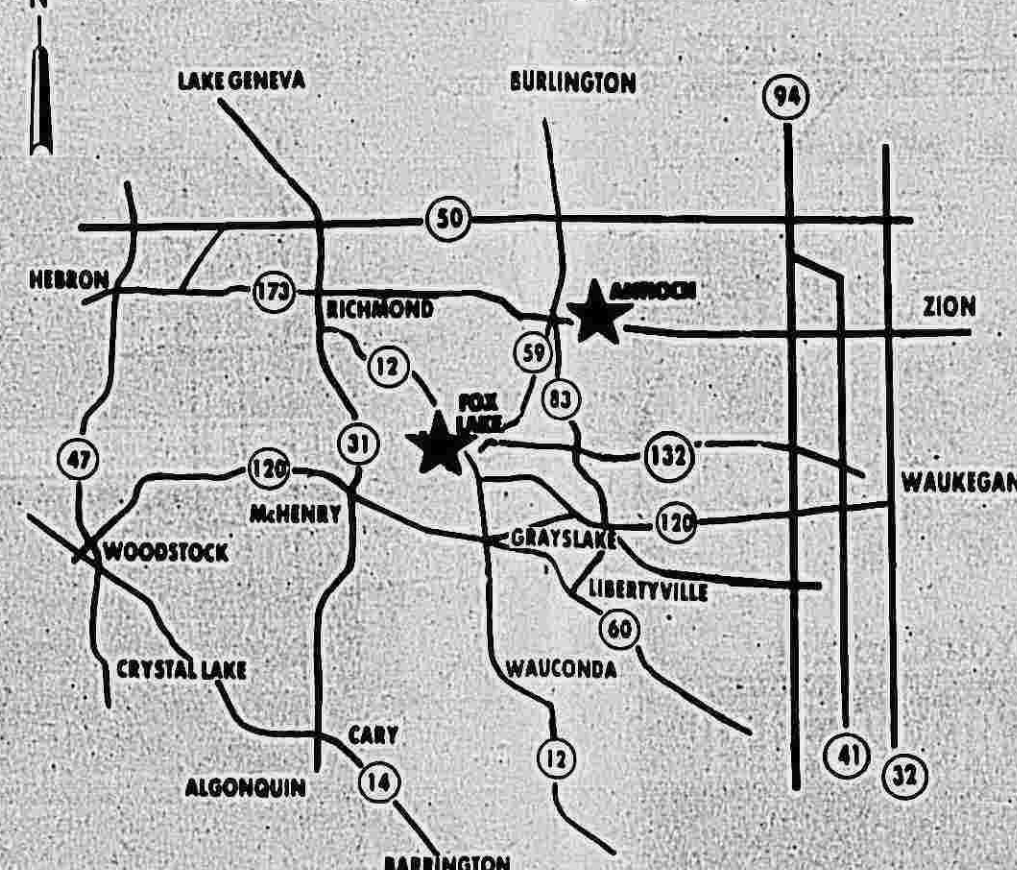 N
LAKE GENEVA
BURLINGTON
94
50
HEBRON
173
RICHMOND
ANTIOCH
ZION
12
59
83
FOX
LAKE
47
31
120
132
WAUKEGAN
McHENRY
120
WOODSTOCK
GRAYSLAKE
LIBERTYVILLE
60
CRYSTAL LAKE
WAUCONDA
CARY
12
41
32
ALGONQUIN
14
BARRINGTON